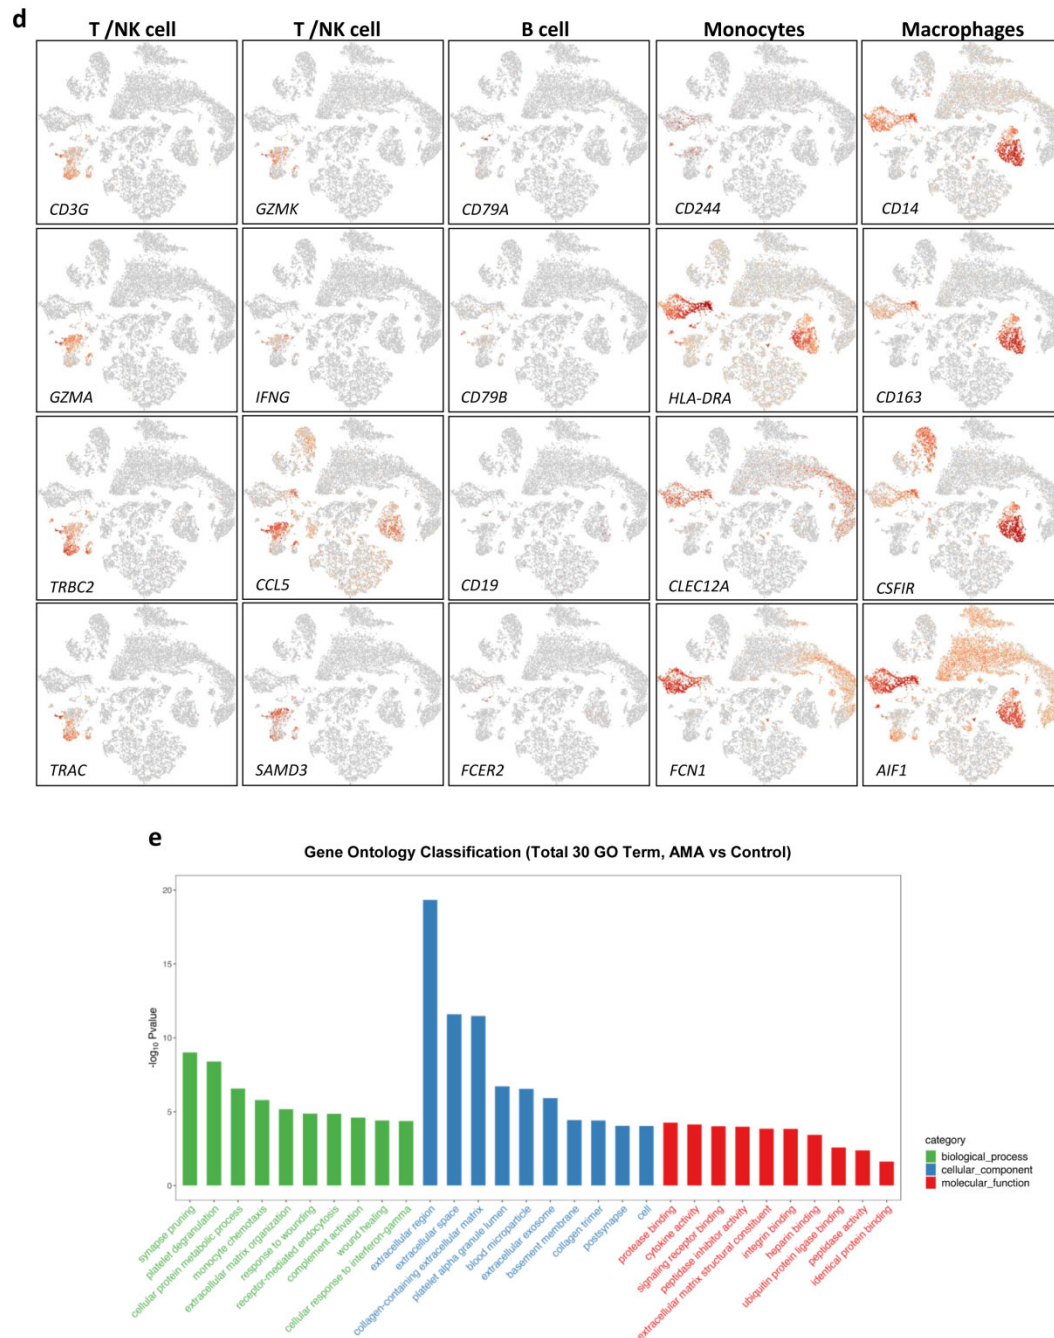 d
T /NK cell T /NK cell B cell Monocytes Macrophages
CD3G GZMK CD79A CD244 CD14
GZMA IFNG CD79B HLA-DRA CD163
TRBC2 CCL5 CD19 CLEC12A CSFIR
TRAC SAMD3 FCER2 FCN1 AIF1
e
Gene Ontology Classification (Total 30 GO Term, AMA vs Control)
-log10 Pvalue
20
15
10
5
0
synapse pruning
platelet degranulation
cellular protein metabolic process
monocyte chemotaxis
extracellular matrix organization
response to wounding
receptor-mediated endocytosis
complement activation
wound healing
cellular response to interferon-gamma
extracellular region
extracellular space
collagen-containing extracellular matrix
platelet alpha granule lumen
blood microparticle
extracellular exosome
basement membrane
collagen trimer
postsynapse
cell
protease binding
cytokine activity
signaling receptor binding
peptidase inhibitor activity
extracellular matrix structural constituent
integrin binding
heparin binding
ubiquitin protein ligase binding
peptidase activity
identical protein binding
category
biological_process
cellular_component
molecular_function